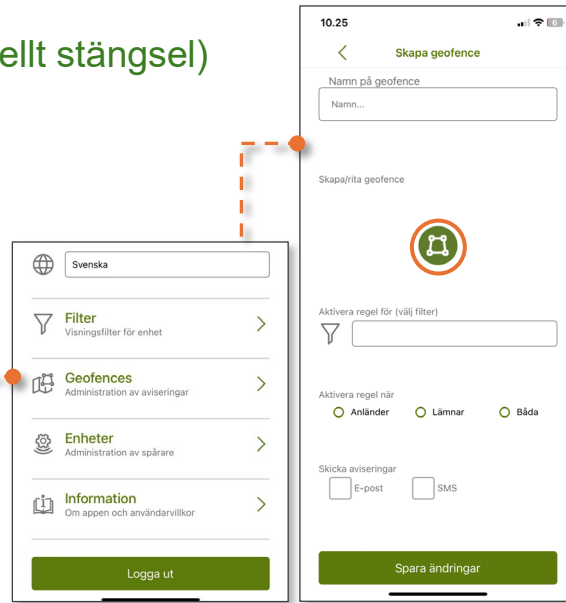 ellt stängsel)
Svenska
Filter
Visningsfilter för enhet
Geofences
Administration av aviseringar
Enheter
Administration av spårare
Information
Om appen och användarvillkor
Logga ut
10.25
6
Skapa geofence
Namn på geofence
Namn...
Skapa/rita geofence
Aktivera regel för (välj filter)
Aktivera regel när
Anländer Lämnar Båda
Skicka aviseringar
E-post SMS
Spara ändringar